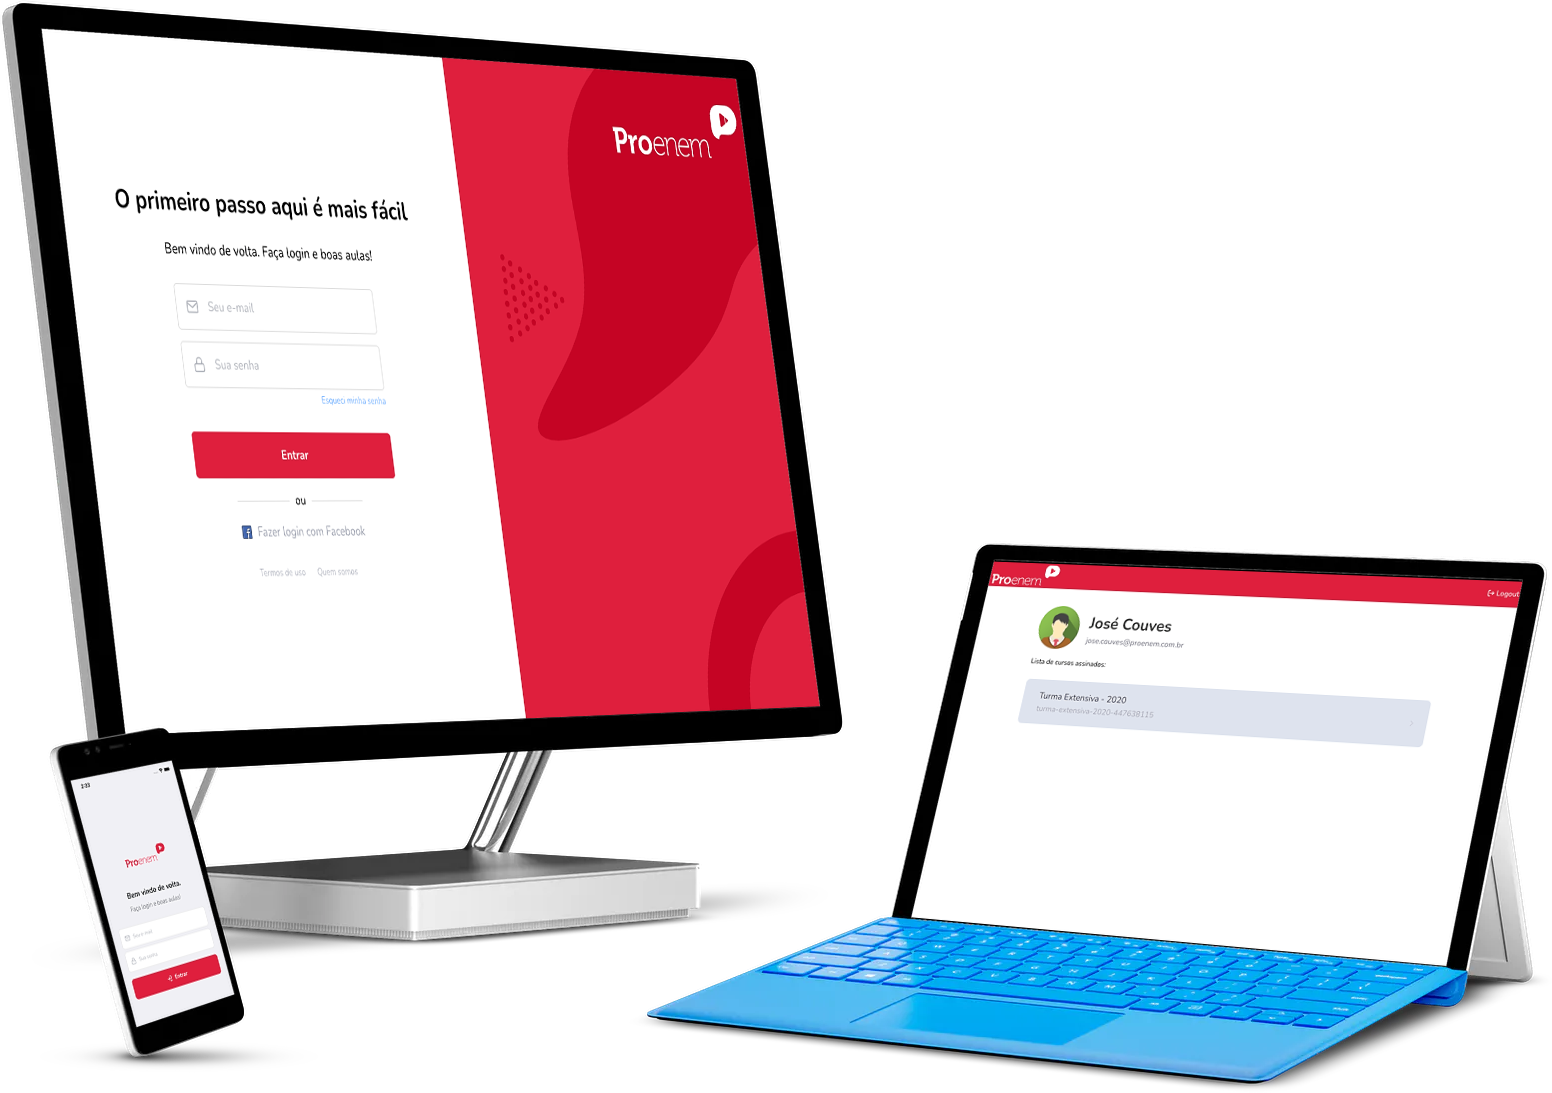 Proenem
O primeiro passo aqui é mais fácil
Bem vindo de volta. Faça login e boas aulas!
Seu e-mail
Sua senha
Esqueci minha senha
Entrar
ou
Fazer login com Facebook
Termos de uso Quem somos
2:33
Proenem
Bem vindo de volta.
Faça login e boas aulas!
Seu e-mail
Sua senha
Entrar
Proenem
Logout
José Couves
jose.couves@proenem.com.br
Lista de cursos assinados:
Turma Extensiva - 2020
turma-extensiva-2020-447638115